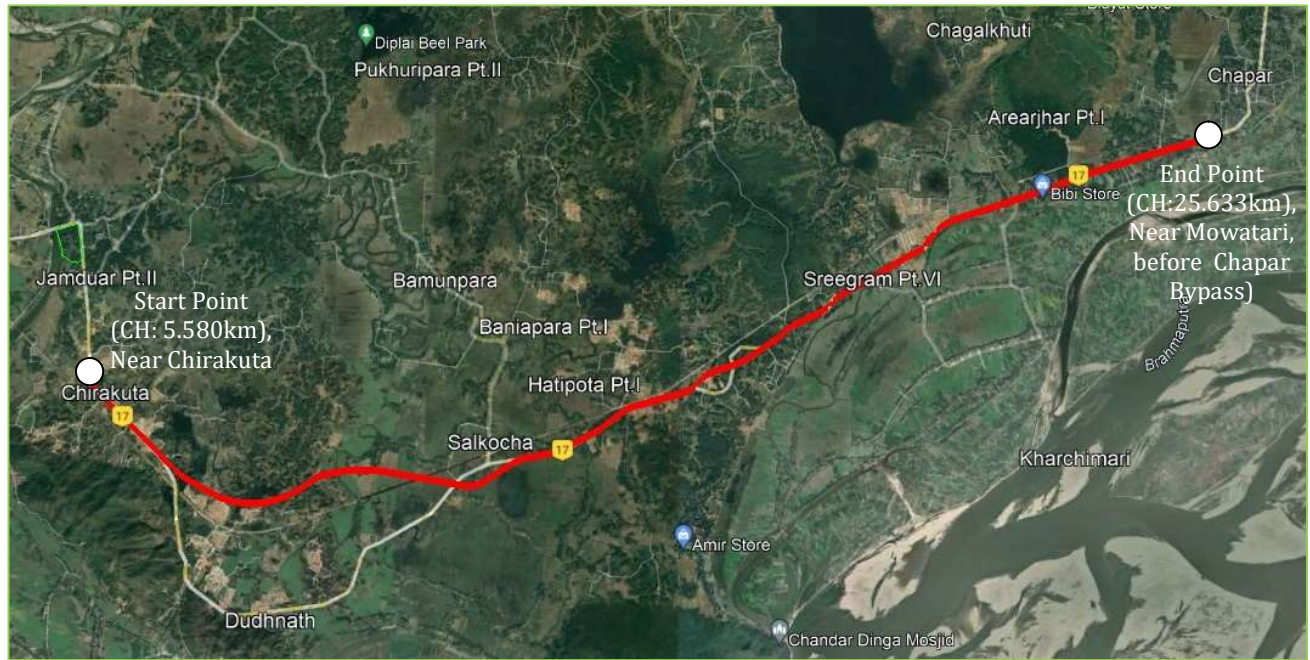 Diplai Beel Park
Pukhuripara Pt.II
Chagalkhuti
Chapar
Arearjhar Pt.I
17
Bibi Store
End Point
(CH:25.633km),
Near Mowatari,
before Chapar
Bypass)
Jamduar Pt.II
Start Point
(CH: 5.580km),
Near Chirakuta
Bamunpara
Sreegram Pt.VI
Baniapara Pt.I
Brahmaputra
Hatipota Pt.I
Chirakuta
17
Salkocha
17
Kharchimari
Amir Store
Dudhnath
Chandar Dinga Mosjid